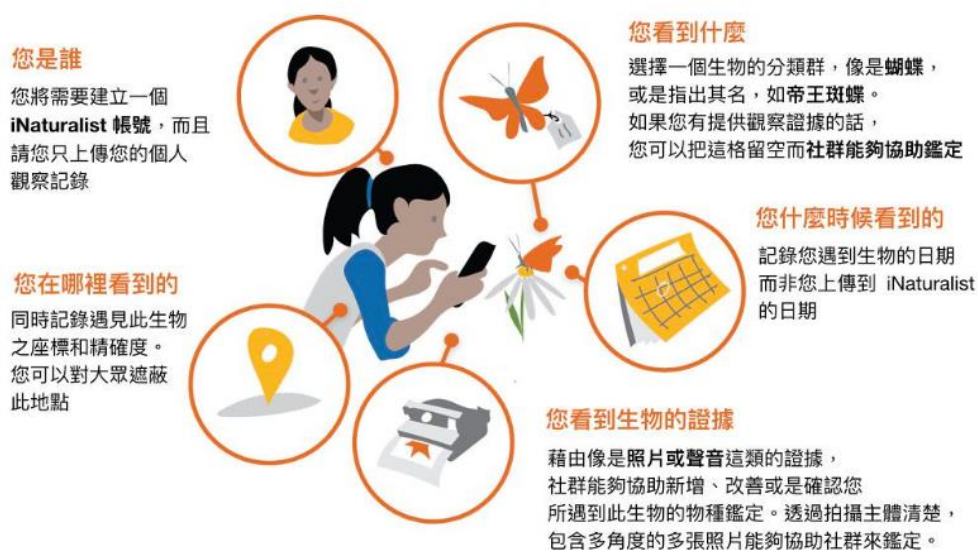 您是誰
您將需要建立一個
iNaturalist 帳號，而且
請您只上傳您的個人
觀察記錄
您看到什麼
選擇一個生物的分類群，像是蝴蝶，
或是指出其名，如帝王斑蝶。
如果您有提供觀察證據的話，
您可以把這格留空而社群能夠協助鑑定
您什麼時候看到的
記錄您遇到生物的日期
而非您上傳到 iNaturalist
的日期
您在哪裡看到的
同時記錄遇見此生物
之座標和精確度。
您可以對大眾遮蔽
此地點
您看到生物的證據
藉由像是照片或聲音這類的證據，
社群能夠協助新增、改善或是確認您
所遇到此生物的物種鑑定。透過拍攝主體清楚，
包含多角度的多張照片能夠協助社群來鑑定。